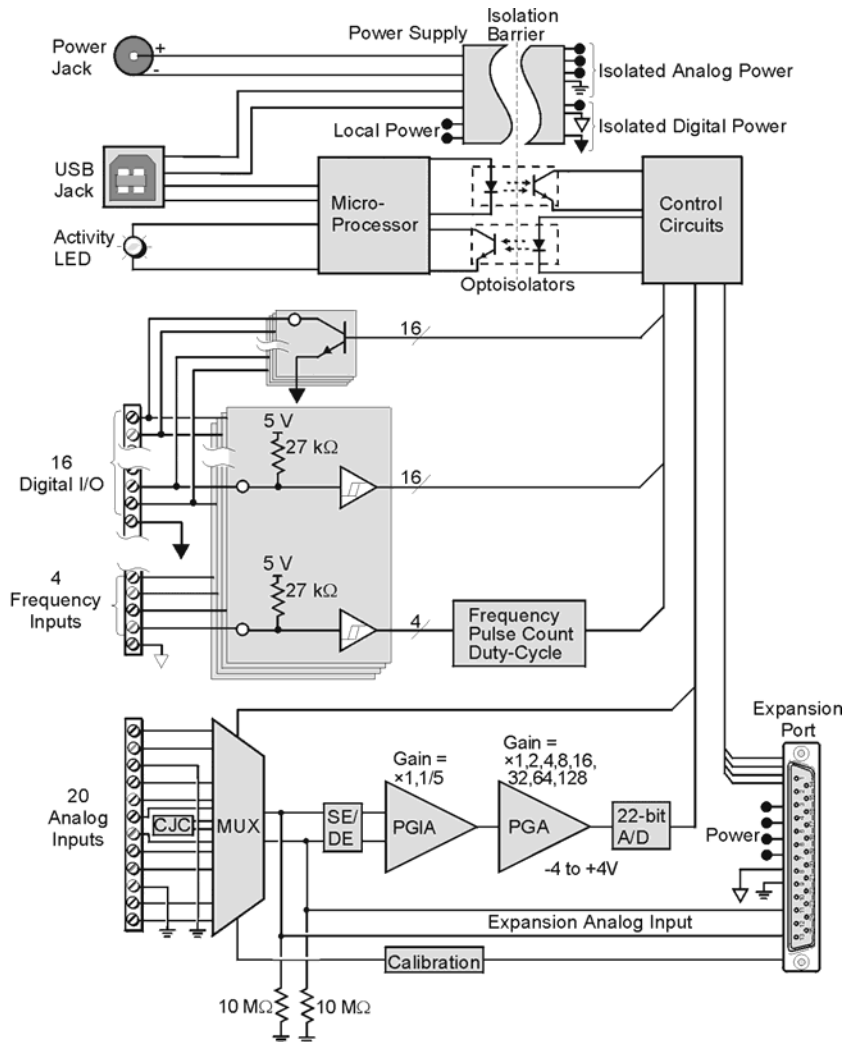 Power Supply
Isolation
Barrier
Power
Jack
+
-
Isolated Analog Power
Local Power
Isolated Digital Power
USB
Jack
Micro-
Processor
Control
Circuits
Activity
LED
Optoisolators
16
5 V
27 kΩ
16
16
Digital I/O
5 V
27 kΩ
4
4
Frequency
Inputs
Frequency
Pulse Count
Duty-Cycle
Expansion
Port
Gain =
×1,1/5
Gain =
×1,2,4,8,16,
32,64,128
20
Analog
Inputs
CJC
MUX
SE/
DE
PGIA
PGA
22-bit
A/D
Power
-4 to +4V
Expansion Analog Input
Calibration
10 MΩ
10 MΩ